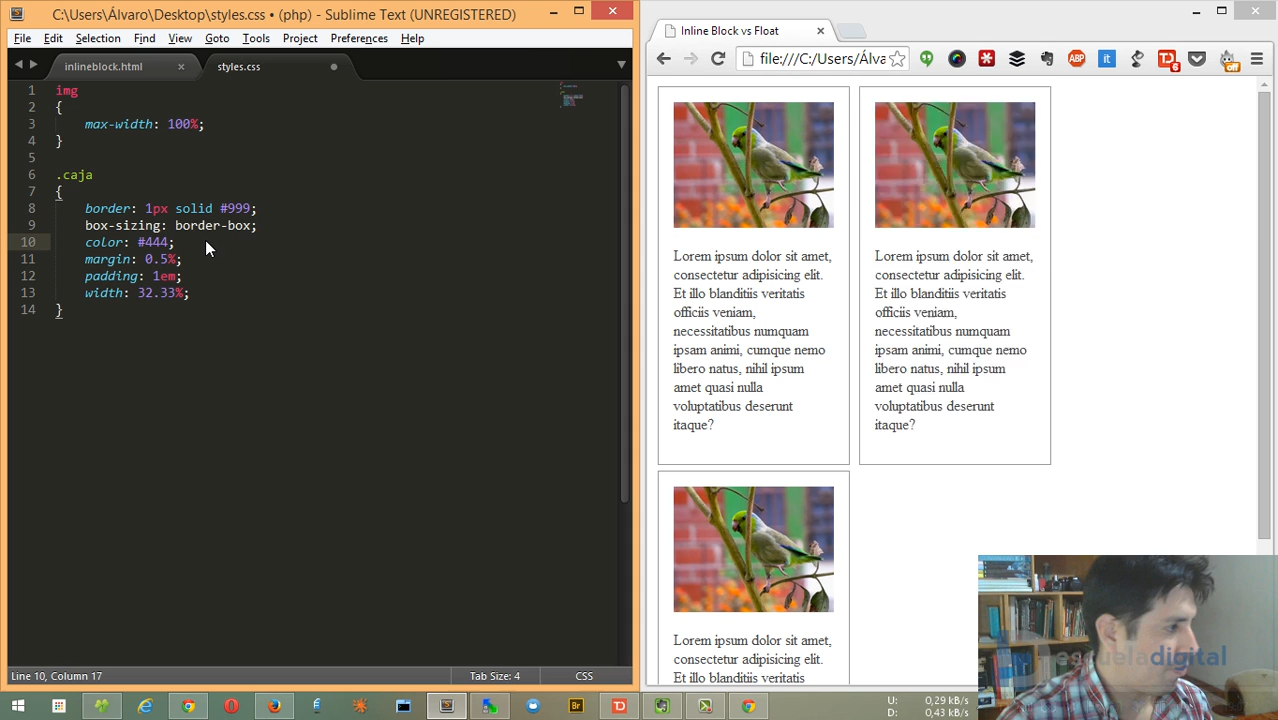 C:\Users\Álvaro\Desktop\styles.css • (php) - Sublime Text (UNREGISTERED)
File Edit Selection Find View Goto Tools Project Preferences Help
inlineblock.html
styles.css
1 img
2 {
3 max-width: 100%;
4 }
5
6 .caja
7 {
8 border: 1px solid #999;
9 box-sizing: border-box;
10 color: #444;
11 margin: 0.5%;
12 padding: 1em;
13 width: 32.33%;
14 }
Line 10, Column 17
Tab Size: 4
CSS
Inline Block vs Float
file:///C:/Users/Álva
ABP
it
6
off
Lorem ipsum dolor sit amet,
consectetur adipisicing elit.
Et illo blanditiis veritatis
officiis veniam,
necessitatibus numquam
ipsam animi, cumque nemo
libero natus, nihil ipsum
amet quasi nulla
voluptatibus deserunt
itaque?
Lorem ipsum dolor sit amet,
consectetur adipisicing elit.
Et illo blanditiis veritatis
officiis veniam,
necessitatibus numquam
ipsam animi, cumque nemo
libero natus, nihil ipsum
amet quasi nulla
voluptatibus deserunt
itaque?
Lorem ipsum dolor sit amet,
consectetur adipisicing elit.
Et illo blanditiis veritatis
escueladigital
Br
U: 0,29 kB/s
D: 0,43 kB/s